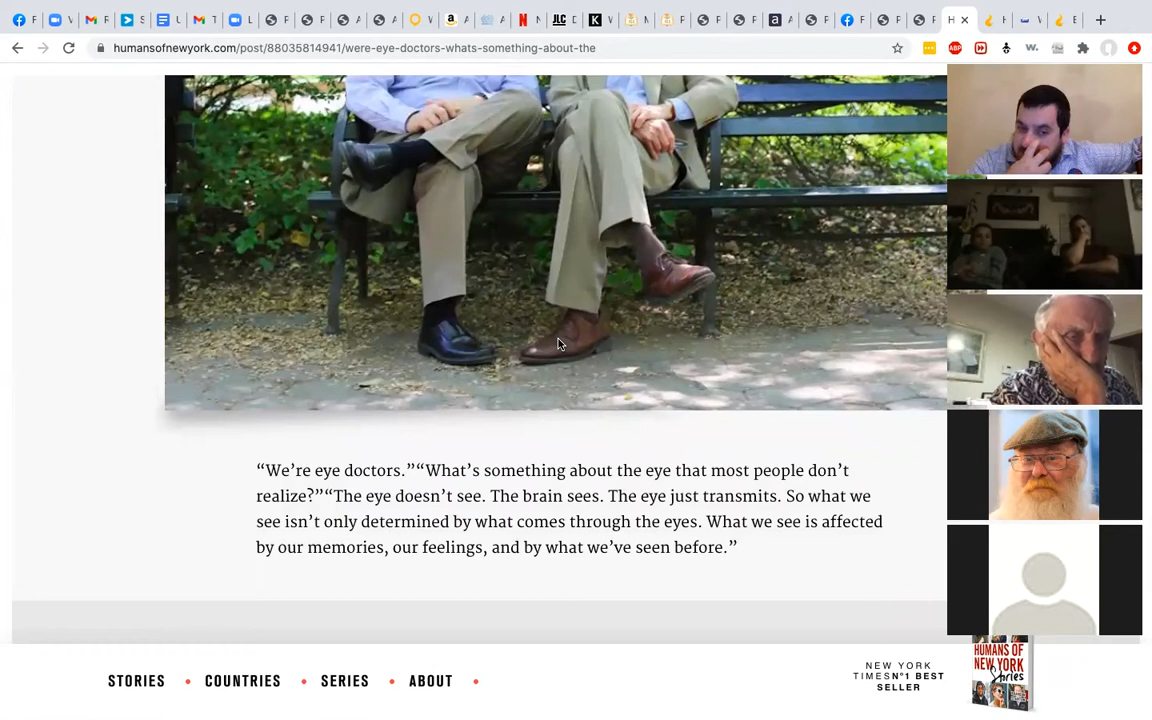 F
V
R
S
U
T
L
F
F
A
A
V
A
A
N
N
D
K V
M
F
F
F
A
F
F
F
H
H
V
E
humansofnewyork.com/post/88035814941/were-eye-doctors-whats-something-about-the
ABP
W.
“We’re eye doctors.”“What’s something about the eye that most people don’t
realize?”“The eye doesn’t see. The brain sees. The eye just transmits. So what we
see isn’t only determined by what comes through the eyes. What we see is affected
by our memories, our feelings, and by what we’ve seen before.”
STORIES • COUNTRIES • SERIES • ABOUT •
NEW YORK
TIMES Nº1 BEST
SELLER
HUMANS OF
NEW YORK
Stories